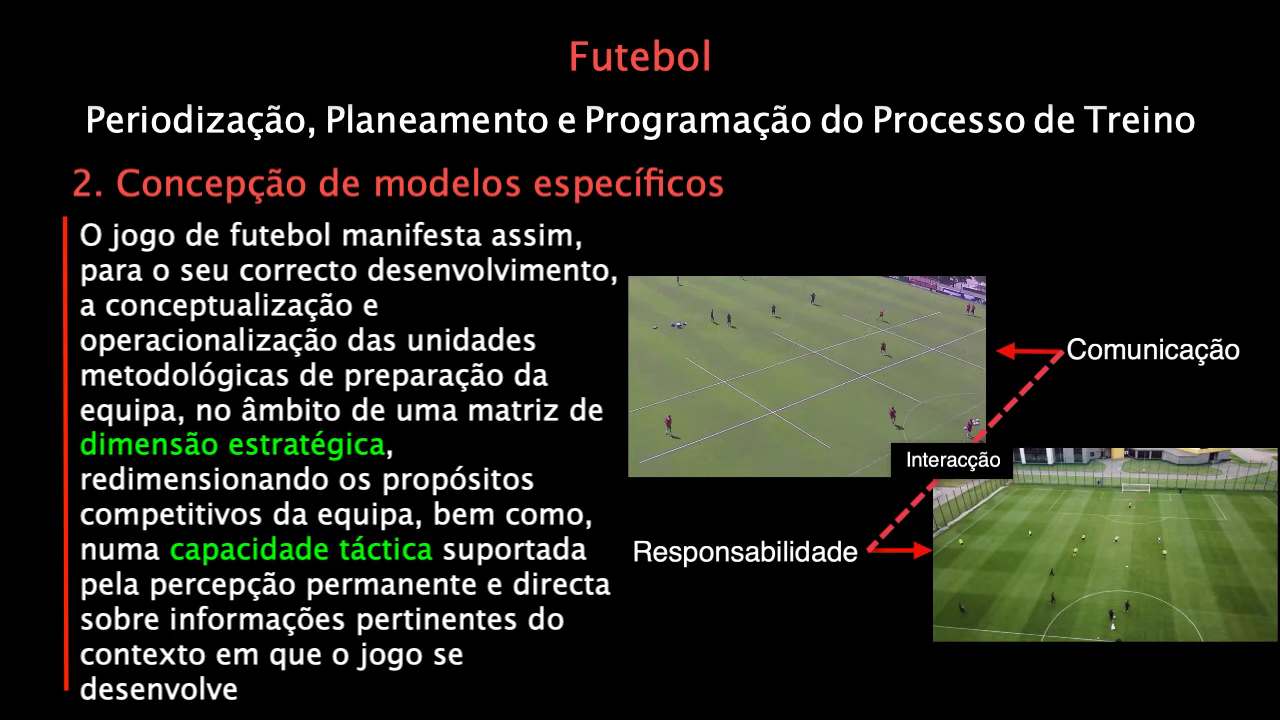 Futebol
Periodização, Planeamento e Programação do Processo de Treino
2. Concepção de modelos específicos
O jogo de futebol manifesta assim,
para o seu correcto desenvolvimento,
a conceptualização e
operacionalização das unidades
metodológicas de preparação da
equipa, no âmbito de uma matriz de
dimensão estratégica,
redimensionando os propósitos
competitivos da equipa, bem como,
numa capacidade táctica suportada
pela percepção permanente e directa
sobre informações pertinentes do
contexto em que o jogo se
desenvolve
Comunicação
Interacção
Responsabilidade